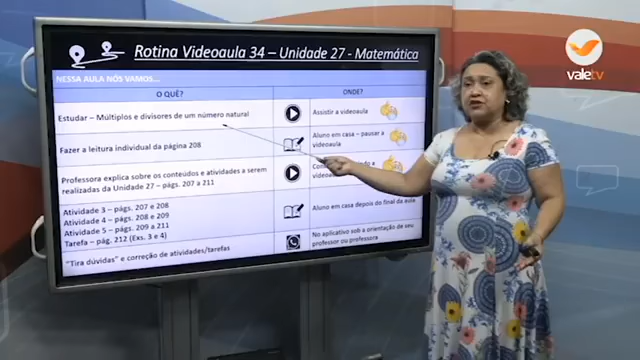 Rotina Videoaula 34 – Unidade 27 - Matemática
NESSA AULA NÓS VAMOS...
O QUÊ?
ONDE?
Estudar – Múltiplos e divisores de um número natural
Assistir a videoaula
Fazer a leitura individual da página 208
Aluno em casa – pausar a
videoaula
Professora explica sobre os conteúdos e atividades a serem
realizadas da Unidade 27 – págs. 207 a 211
Atividade 3 – págs. 207 e 208
Atividade 4 – págs. 208 e 209
Atividade 5 – págs. 209 a 211
Tarefa – pág. 212 (Exs. 3 e 4)
Aluno em casa depois do final da aula
"Tira dúvidas" e correção de atividades/tarefas
No aplicativo sob a orientação de seu
professor ou professora
valetv